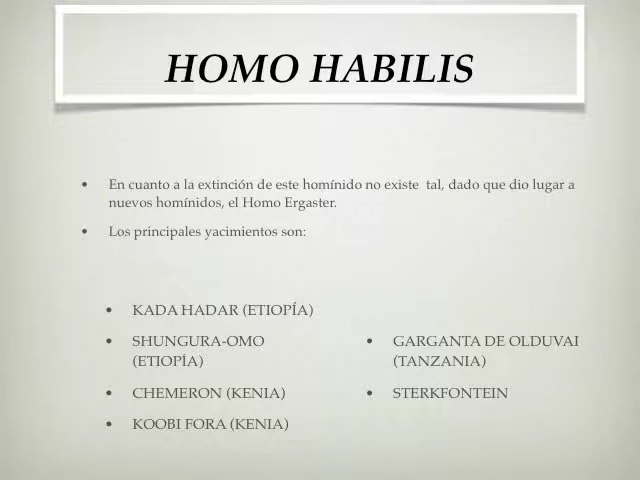 HOMO HABILIS
• En cuanto a la extinción de este homínido no existe tal, dado que dio lugar a
nuevos homínidos, el Homo Ergaster.
• Los principales yacimientos son:
• KADA HADAR (ETIOPÍA)
• SHUNGURA-OMO
(ETIOPÍA)
• CHEMERON (KENIA)
• KOOBI FORA (KENIA)
• GARGANTA DE OLDUVAI
(TANZANIA)
• STERKFONTEIN